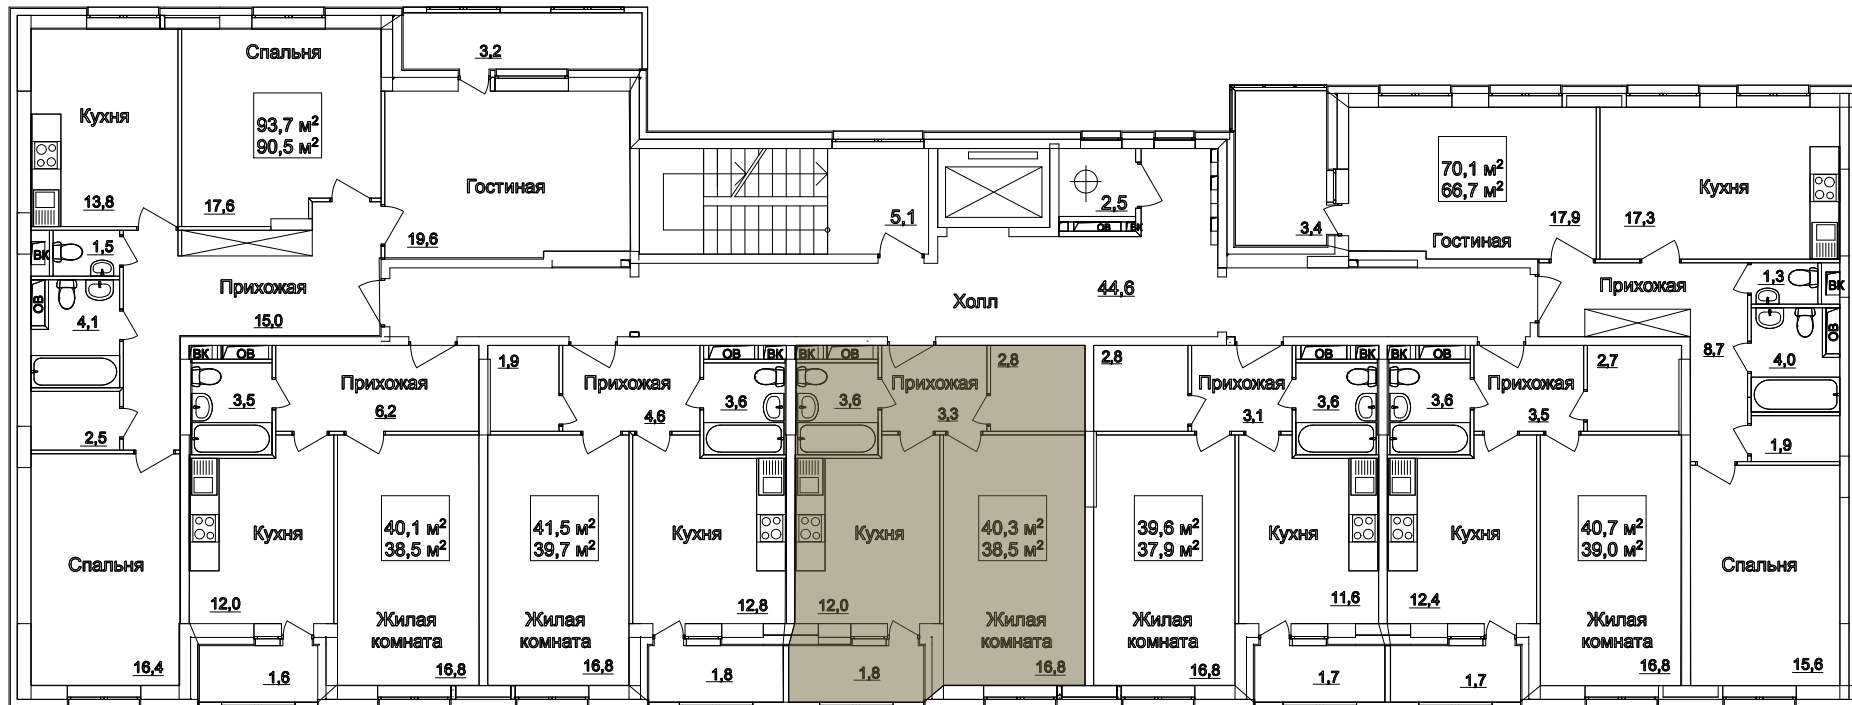 3,2
Спальня
93,7 м²
90,5 м²
Кухня
13,8
17,6
Гостиная
19,6
5,1
2,5
ОВ
ВК
3,4
70,1 м²
66,7 м²
17,9
Гостиная
Кухня
17,3
ВК
1,5
ОВ
4,1
Прихожая
15,0
Холл
44,6
Прихожая
1,3
ВК
ОВ
8,7
4,0
2,5
1,9
ВК
ОВ
3,5
Прихожая
6,2
1,9
Прихожая
4,6
ОВ
ВК
3,6
ВК
ОВ
3,6
Прихожая
3,3
2,8
2,8
Прихожая
3,1
ОВ
ВК
3,6
ВК
ОВ
3,6
Прихожая
3,5
2,7
Спальня
16,4
Кухня
12,0
40,1 м²
38,5 м²
Жилая
комната
16,8
1,6
41,5 м²
39,7 м²
Жилая
комната
16,8
Кухня
12,8
1,8
Кухня
12,0
1,8
40,3 м²
38,5 м²
Жилая
комната
16,8
39,6 м²
37,9 м²
Жилая
комната
16,8
Кухня
11,6
1,7
Кухня
12,4
1,7
40,7 м²
39,0 м²
Жилая
комната
16,8
Спальня
15,6